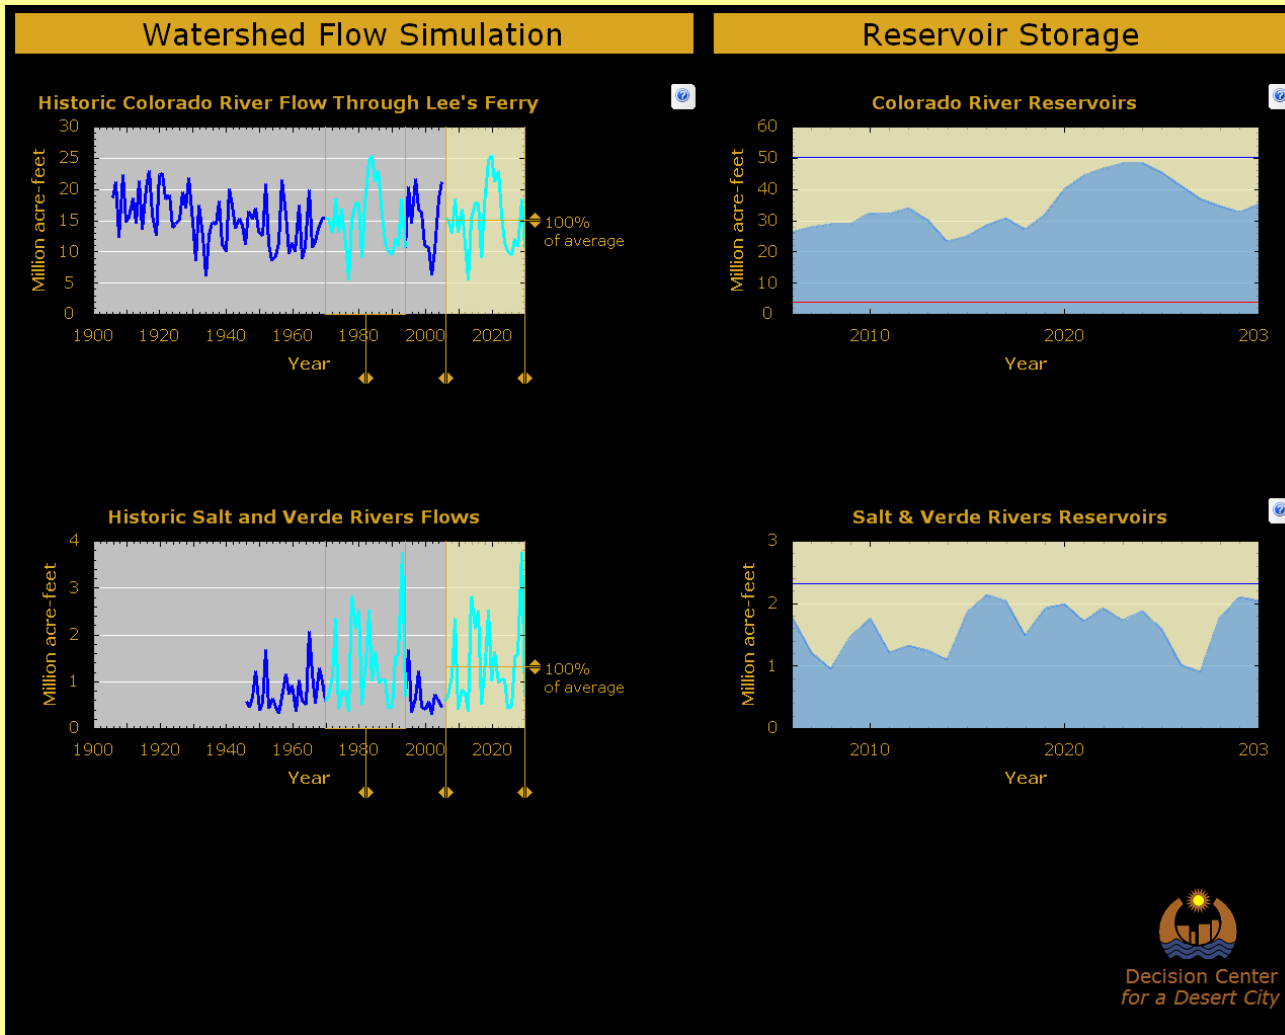 Watershed Flow Simulation
Reservoir Storage
Historic Colorado River Flow Through Lee's Ferry
30
25
20
15
10
5
0
Million acre-feet
1900 1920 1940 1960 1980 2000 2020
Year
100%
of average
Colorado River Reservoirs
60
50
40
30
20
10
0
Million acre-feet
2010 2020 203
Year
Historic Salt and Verde Rivers Flows
4
3
2
1
0
Million acre-feet
1900 1920 1940 1960 1980 2000 2020
Year
100%
of average
Salt & Verde Rivers Reservoirs
3
2
1
0
Million acre-feet
2010 2020 203
Year
Decision Center
for a Desert City